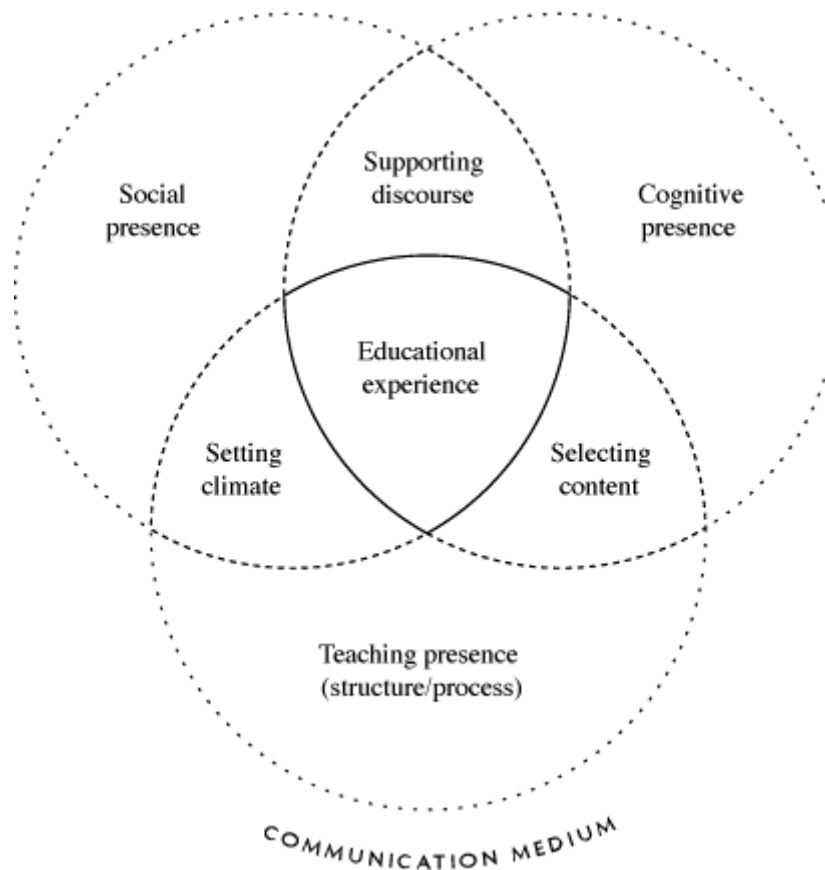 Supporting
discourse
Social
presence
Cognitive
presence
Educational
experience
Setting
climate
Selecting
content
Teaching presence
(structure/process)
COMMUNICATION MEDIUM